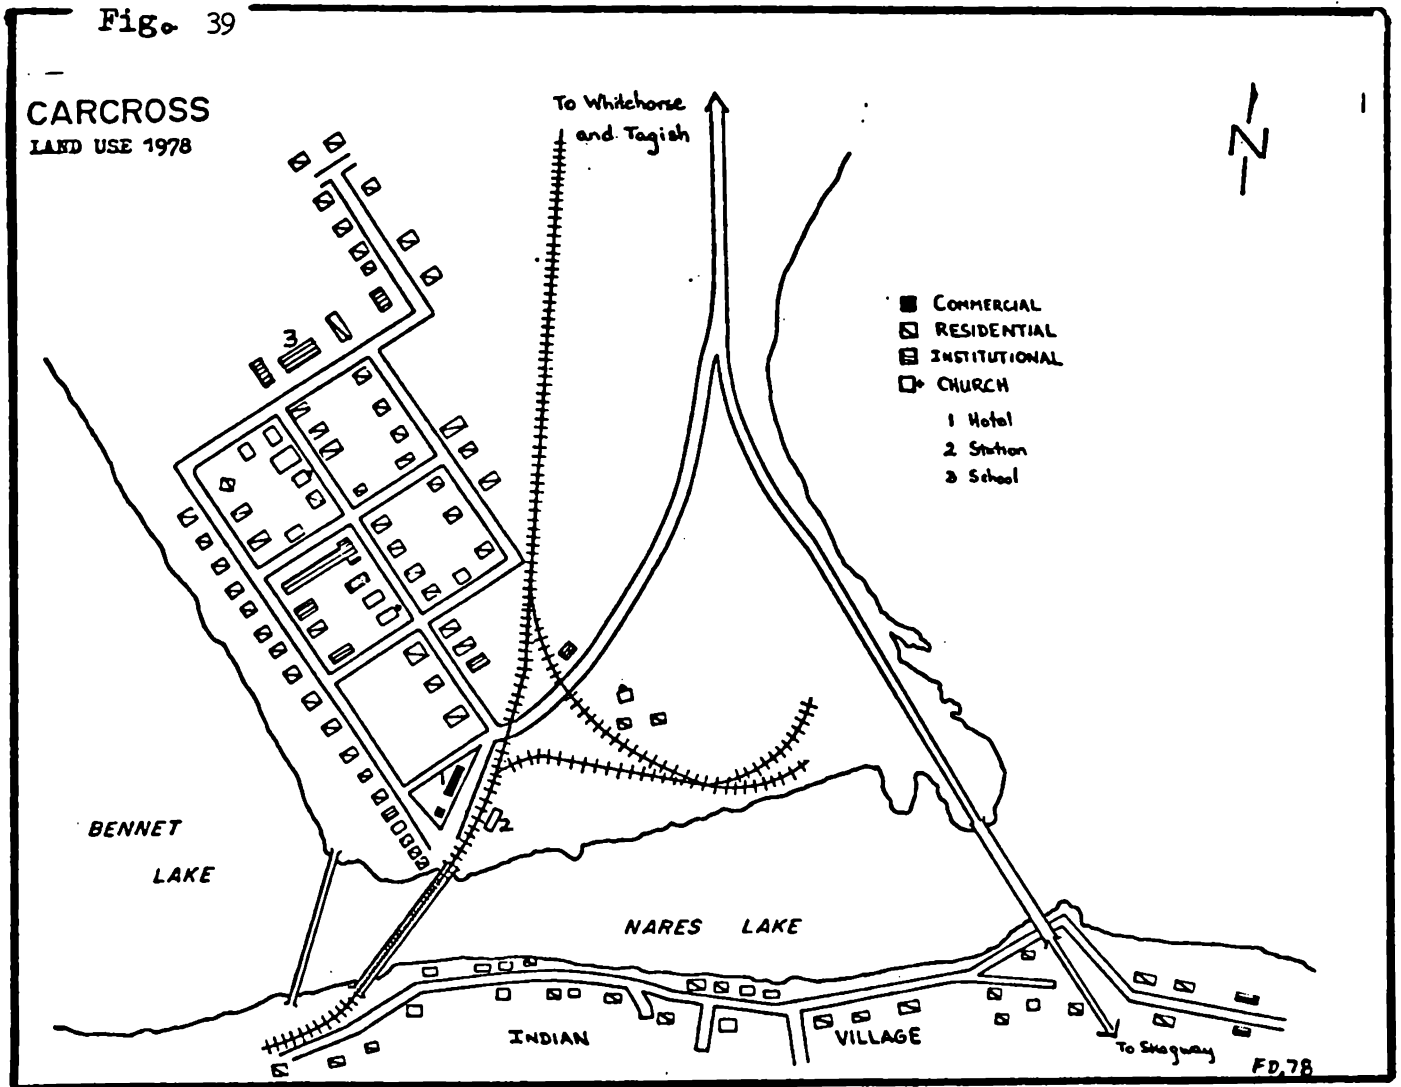 Fig. 39
CARCROSS
LAND USE 1978
To Whitehorse
and Tagish
N
COMMERCIAL
RESIDENTIAL
INSTITUTIONAL
CHURCH
1 Hotel
2 Station
3 School
3
1
2
BENNET
LAKE
NARES LAKE
INDIAN VILLAGE
To Skagway
FD,78